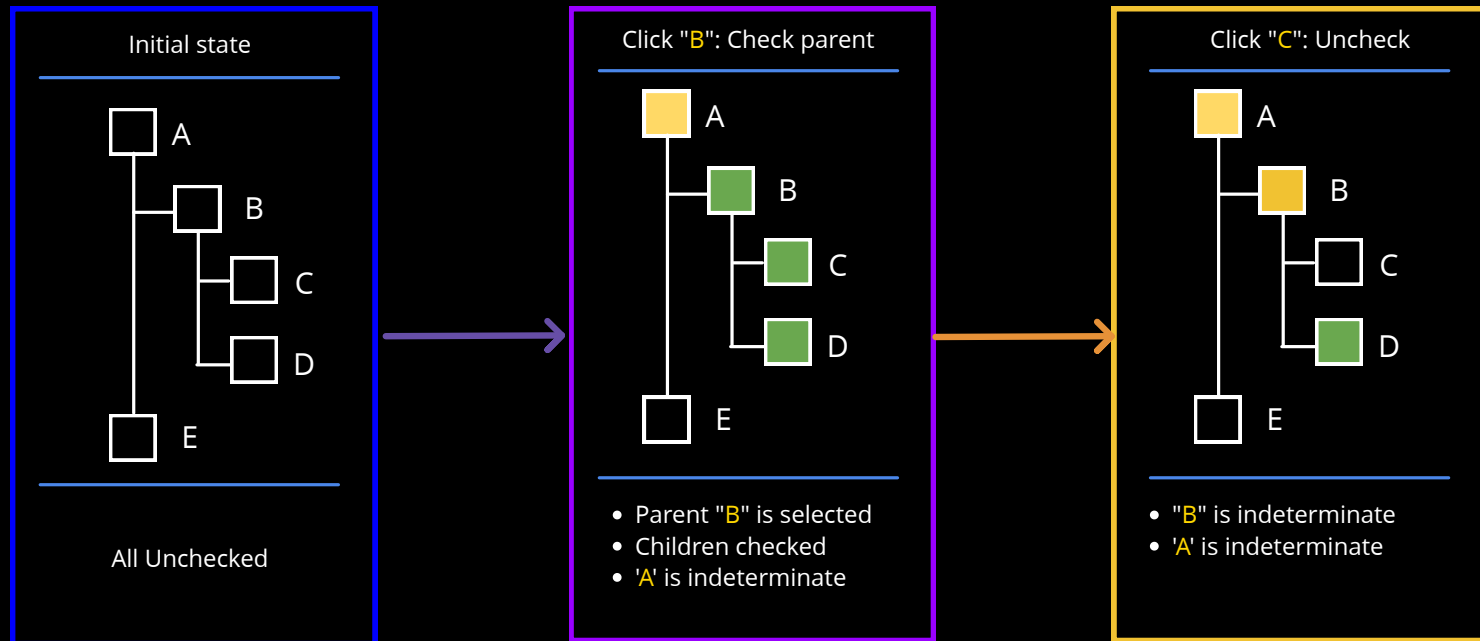 Initial state
A
B
C
D
E
All Unchecked
Click "B": Check parent
A
B
C
D
E
Parent "B" is selected
Children checked
'A' is indeterminate
Click "C": Uncheck
A
B
C
D
E
"B" is indeterminate
'A' is indeterminate